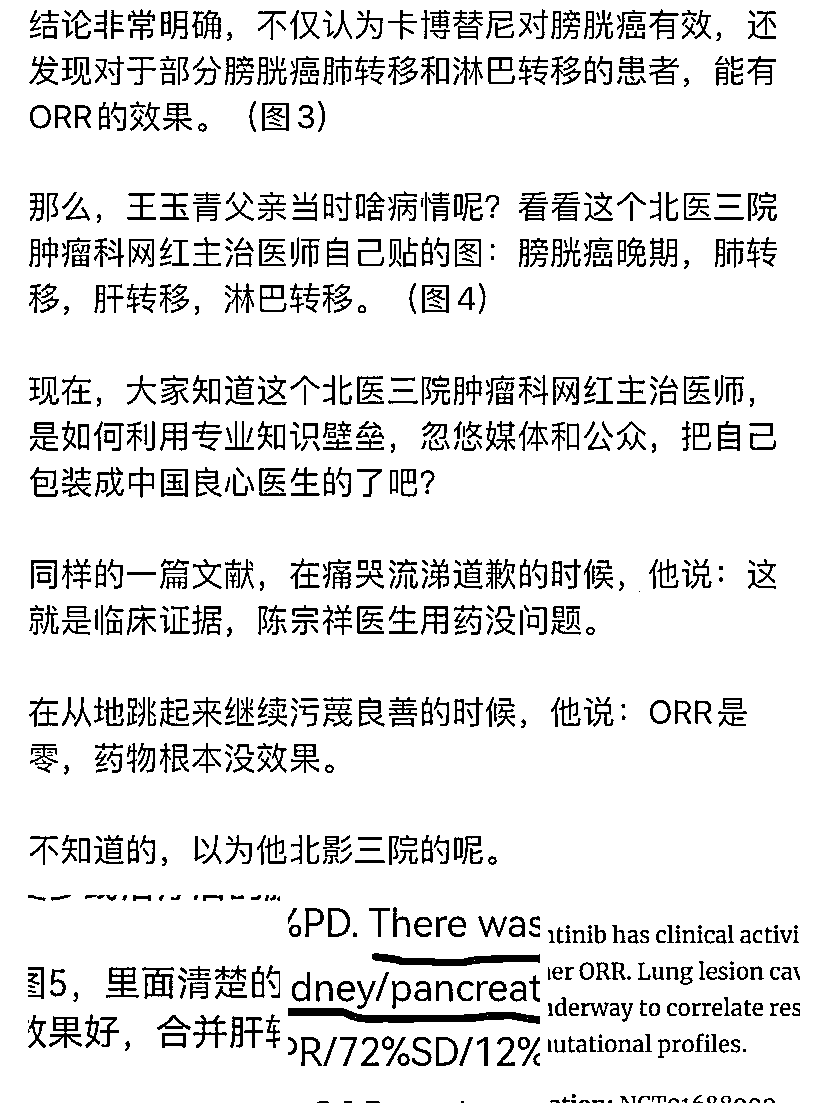 结论非常明确，不仅认为卡博替尼对膀胱癌有效，还
发现对于部分膀胱癌肺转移和淋巴转移的患者，能有
ORR的效果。（图3）
那么，王玉青父亲当时啥病情呢？看看这个北医三院
肿瘤科网红主治医师自己贴的图：膀胱癌晚期，肺转
移，肝转移，淋巴转移。（图4）
现在，大家知道这个北医三院肿瘤科网红主治医师，
是如何利用专业知识壁垒，忽悠媒体和公众，把自己
包装成中国良心医生的了吧？
同样的一篇文献，在痛哭流涕道歉的时候，他说：这
就是临床证据，陈宗祥医生用药没问题。
在从地跳起来继续污蔑良善的时候，他说：ORR是
零，药物根本没效果。
不知道的，以为他北影三院的呢。
图5，里面清楚的
效果好，合并肝转
%PD. There was
dney/pancreat
PR/72%SD/12%
ntinib has clinical activi
er ORR. Lung lesion cav
nderway to correlate res
utational profiles.